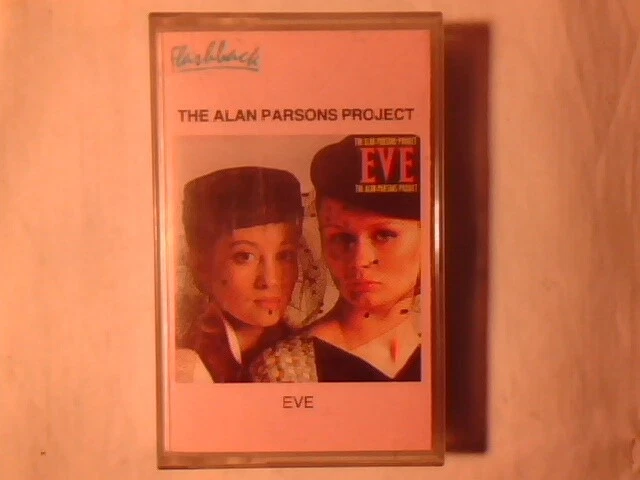 Flashback
THE ALAN PARSONS PROJECT
THE ALAN PARSONS PROJECT
EVE
THE ALAN PARSONS PROJECT
EVE